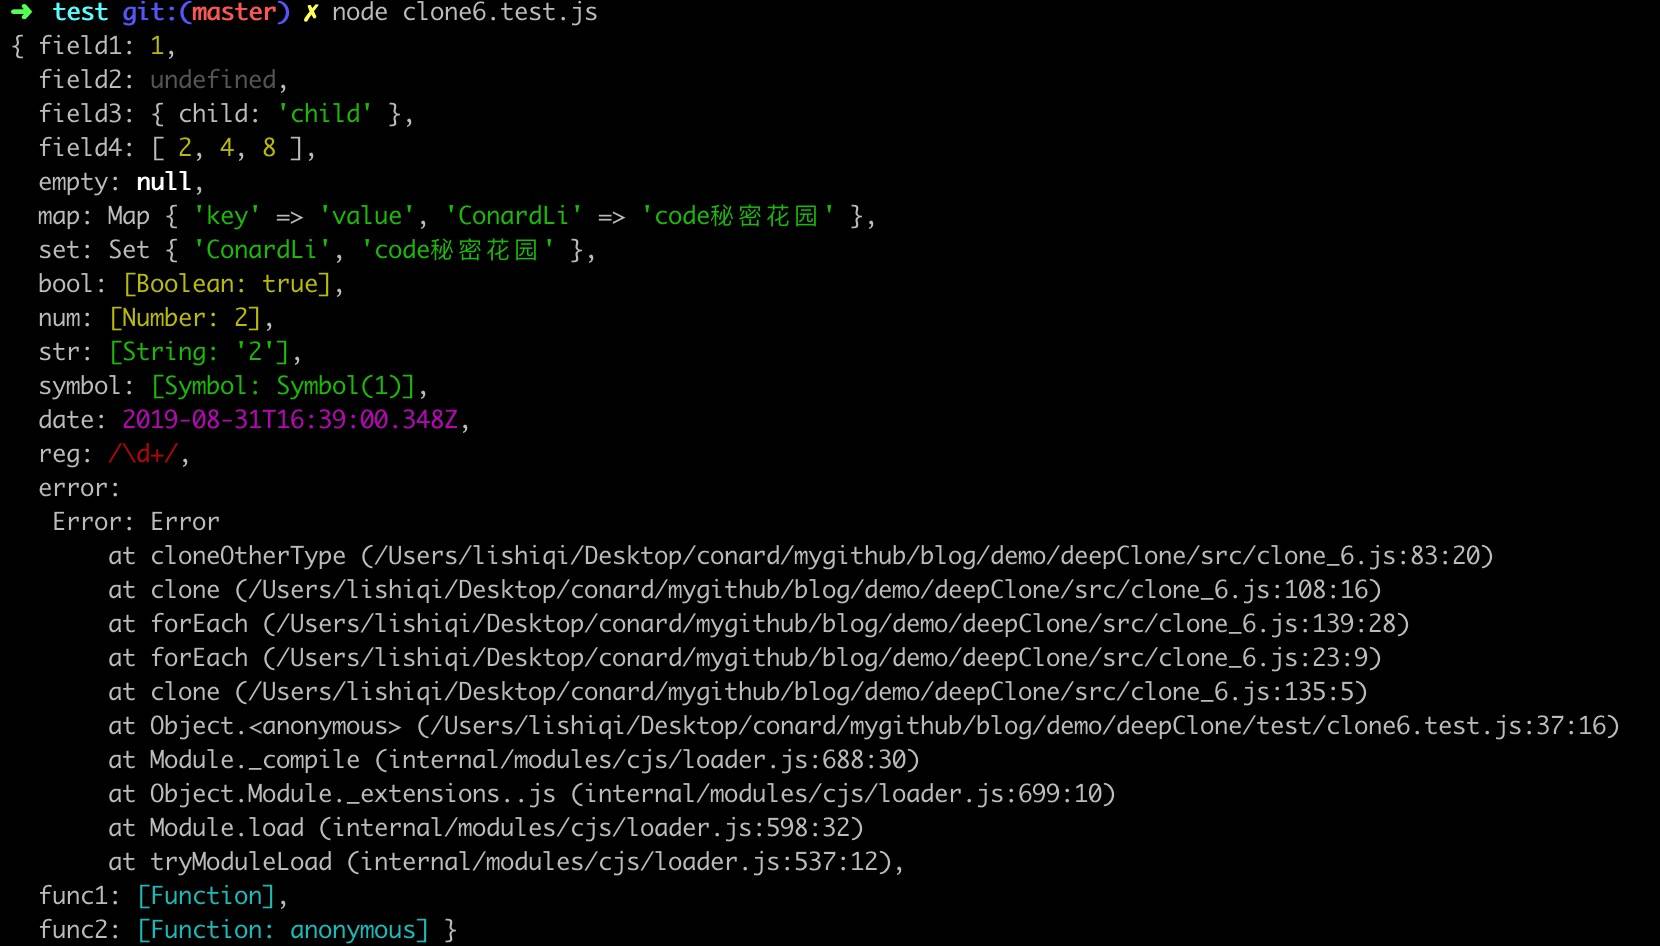 ➜ test git:(master) ✗ node clone6.test.js
{ field1: 1,
  field2: undefined,
  field3: { child: 'child' },
  field4: [ 2, 4, 8 ],
  empty: null,
  map: Map { 'key' => 'value', 'ConardLi' => 'code秘密花园' },
  set: Set { 'ConardLi', 'code秘密花园' },
  bool: [Boolean: true],
  num: [Number: 2],
  str: [String: '2'],
  symbol: [Symbol: Symbol(1)],
  date: 2019-08-31T16:39:00.348Z,
  reg: /\d+/,
  error:
   Error: Error
       at cloneOtherType (/Users/lishiqi/Desktop/conard/mygithub/blog/demo/deepClone/src/clone_6.js:83:20)
       at clone (/Users/lishiqi/Desktop/conard/mygithub/blog/demo/deepClone/src/clone_6.js:108:16)
       at forEach (/Users/lishiqi/Desktop/conard/mygithub/blog/demo/deepClone/src/clone_6.js:139:28)
       at forEach (/Users/lishiqi/Desktop/conard/mygithub/blog/demo/deepClone/src/clone_6.js:23:9)
       at clone (/Users/lishiqi/Desktop/conard/mygithub/blog/demo/deepClone/src/clone_6.js:135:5)
       at Object.<anonymous> (/Users/lishiqi/Desktop/conard/mygithub/blog/demo/deepClone/test/clone6.test.js:37:16)
       at Module._compile (internal/modules/cjs/loader.js:688:30)
       at Object.Module._extensions..js (internal/modules/cjs/loader.js:699:10)
       at Module.load (internal/modules/cjs/loader.js:598:32)
       at tryModuleLoad (internal/modules/cjs/loader.js:537:12),
  func1: [Function],
  func2: [Function: anonymous] }